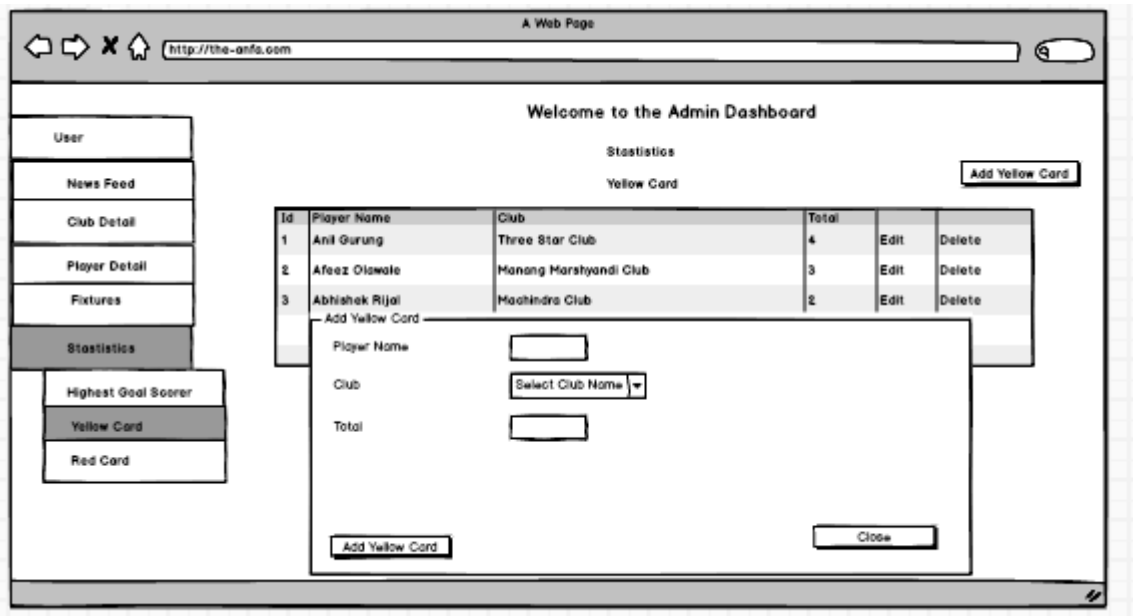 A Web Page
http://the-anfa.com
Welcome to the Admin Dashboard
User
Stastistics
Add Yellow Card
News Feed
Yellow Card
Id Player Name Club Total
Club Detail
1 Anil Gurung Three Star Club 4 Edit Delete
Player Detail
2 Afeez Olawale Manang Marshyandi Club 3 Edit Delete
Fixtures
3 Abhishek Rijal Machindra Club 2 Edit Delete
Add Yellow Card
Stastistics
Player Name
Highest Goal Scorer
Club Select Club Name
Yellow Card
Total
Red Card
Add Yellow Card
Close